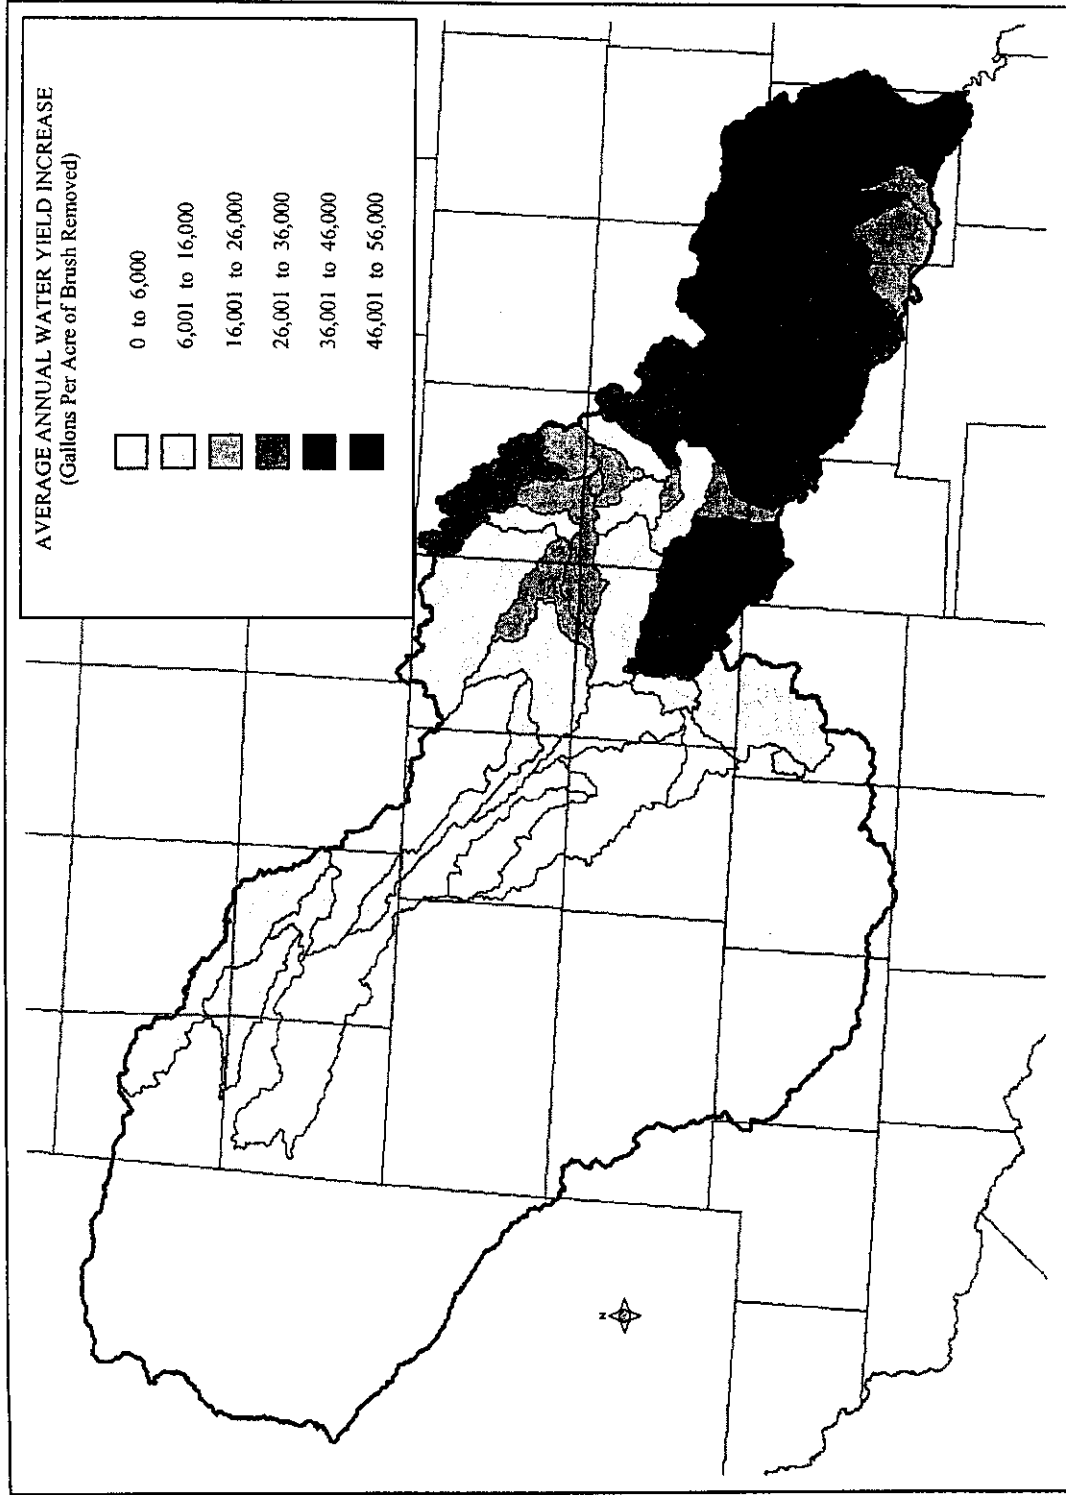 AVERAGE ANNUAL WATER YIELD INCREASE
(Gallons Per Acre of Brush Removed)
0 to 6,000
6,001 to 16,000
16,001 to 26,000
26,001 to 36,000
36,001 to 46,000
46,001 to 56,000
N